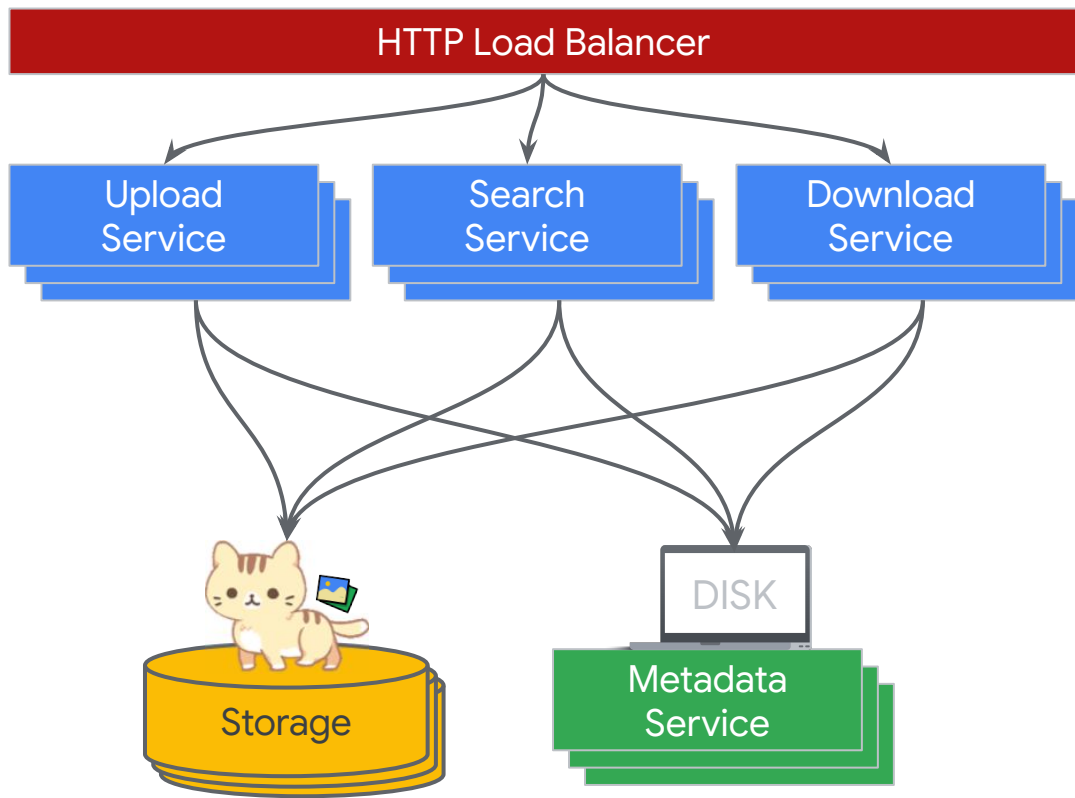 HTTP Load Balancer
Upload
Service
Search
Service
Download
Service
DISK
Storage
Metadata
Service